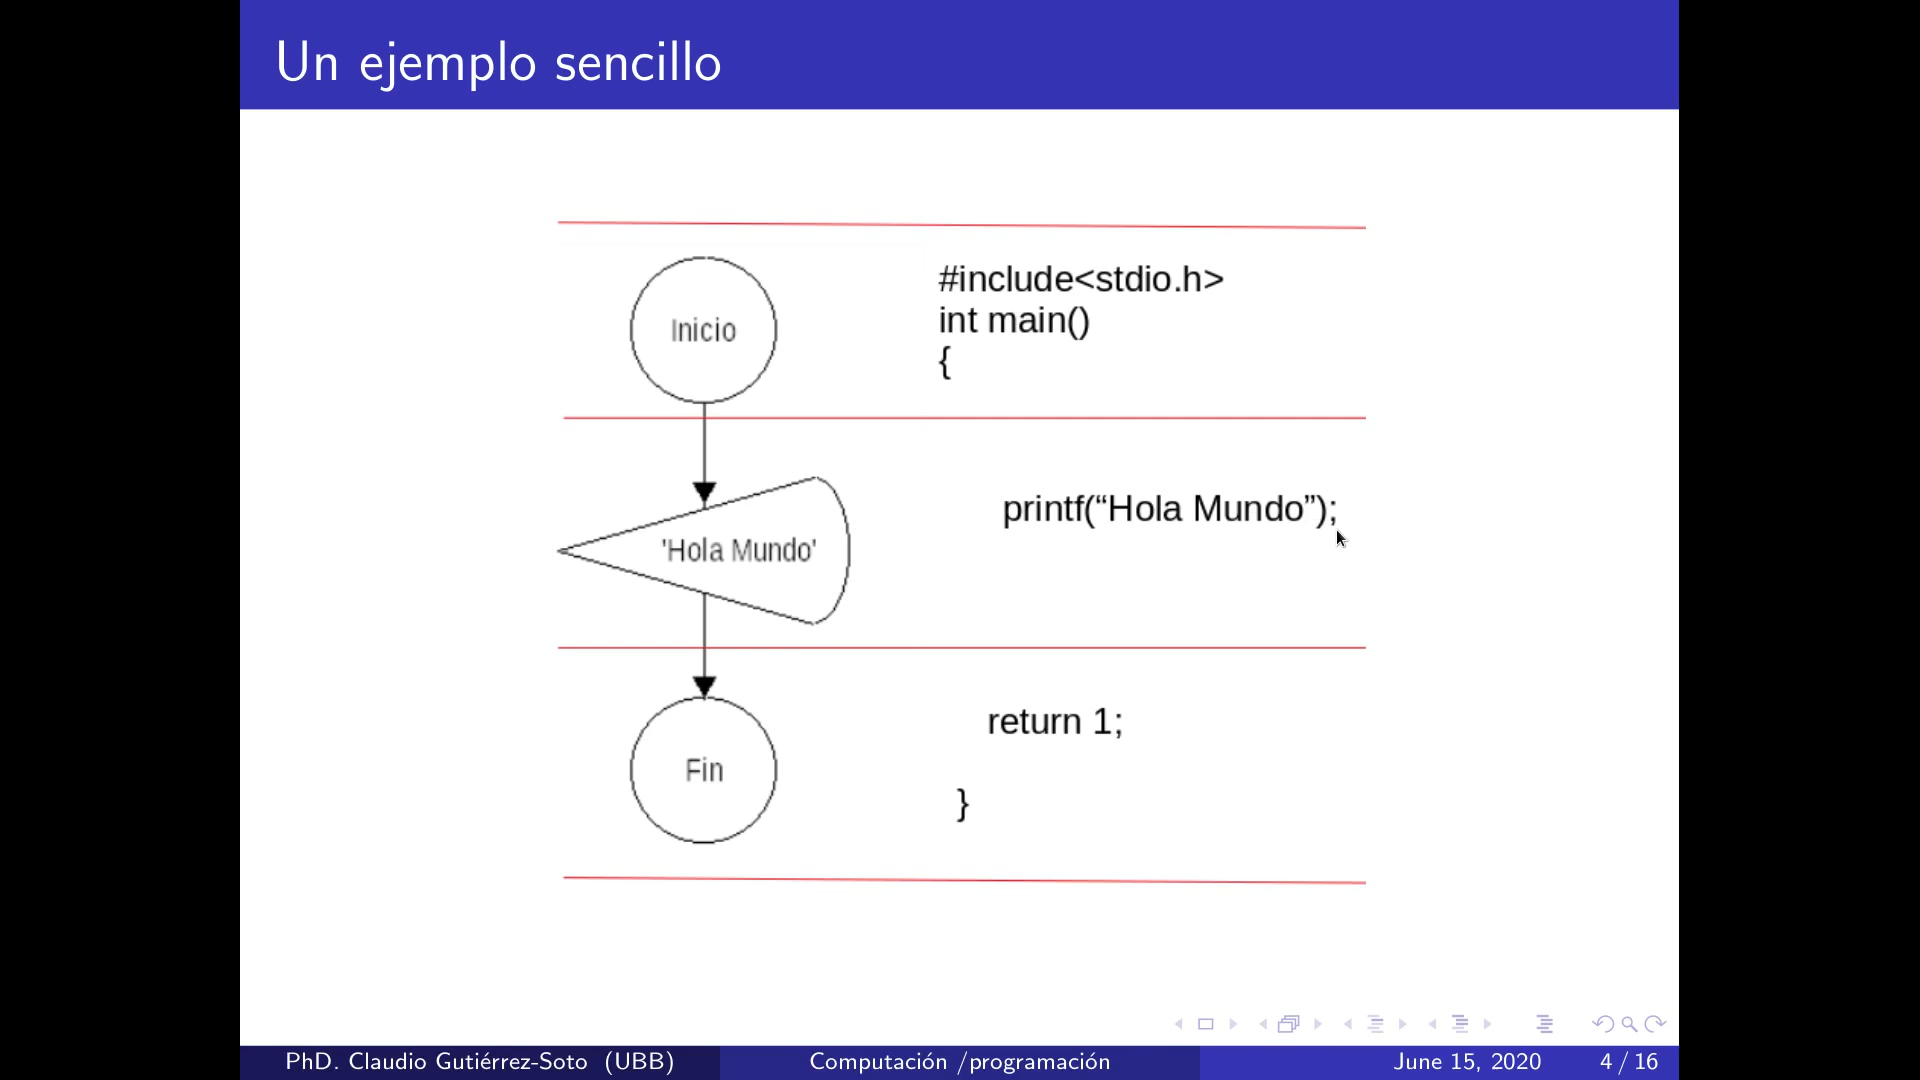 Un ejemplo sencillo
Inicio
#include<stdio.h>
int main()
{
'Hola Mundo'
printf(“Hola Mundo”);
Fin
return 1;
}
PhD. Claudio Gutiérrez-Soto (UBB)
Computación /programación
June 15, 2020
4 / 16